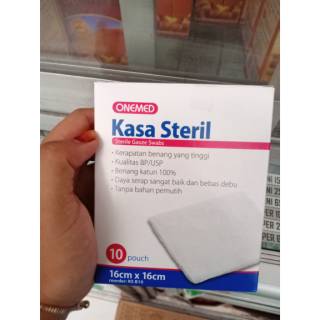 ONEMED
Kasa Steril
Sterile Gauze Swabs
• Kerapatan benang yang tinggi
• Kualitas BP/USP
• Benang katun 100%
• Daya serap sangat baik dan bebas debu
• Tanpa bahan pemutih
10 pouch
16cm x 16cm